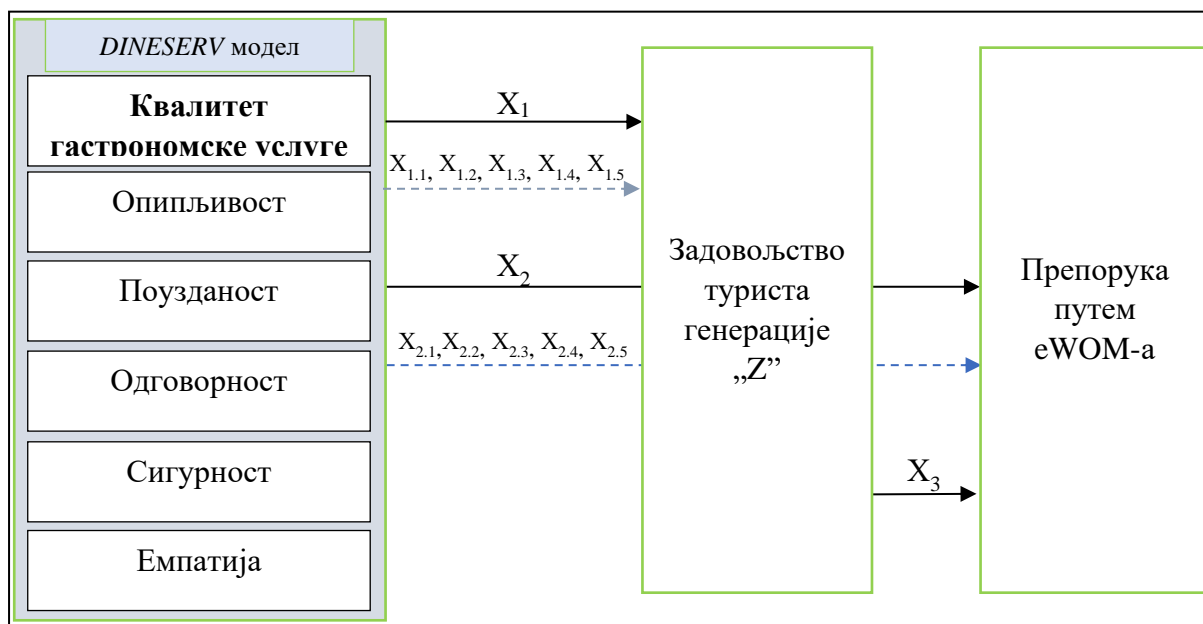 DINESERV модел
Квалитет
гастрономске услуге
Опипљивост
Поузданост
Одговорност
Сигурност
Емпатија
X1
X1.1, X1.2, X1.3, X1.4, X1.5
X2
X2.1,X2.2, X2.3, X2.4, X2.5
Задовољство
туриста
генерације
„Z”
X3
Препорука
путем
eWOM-а